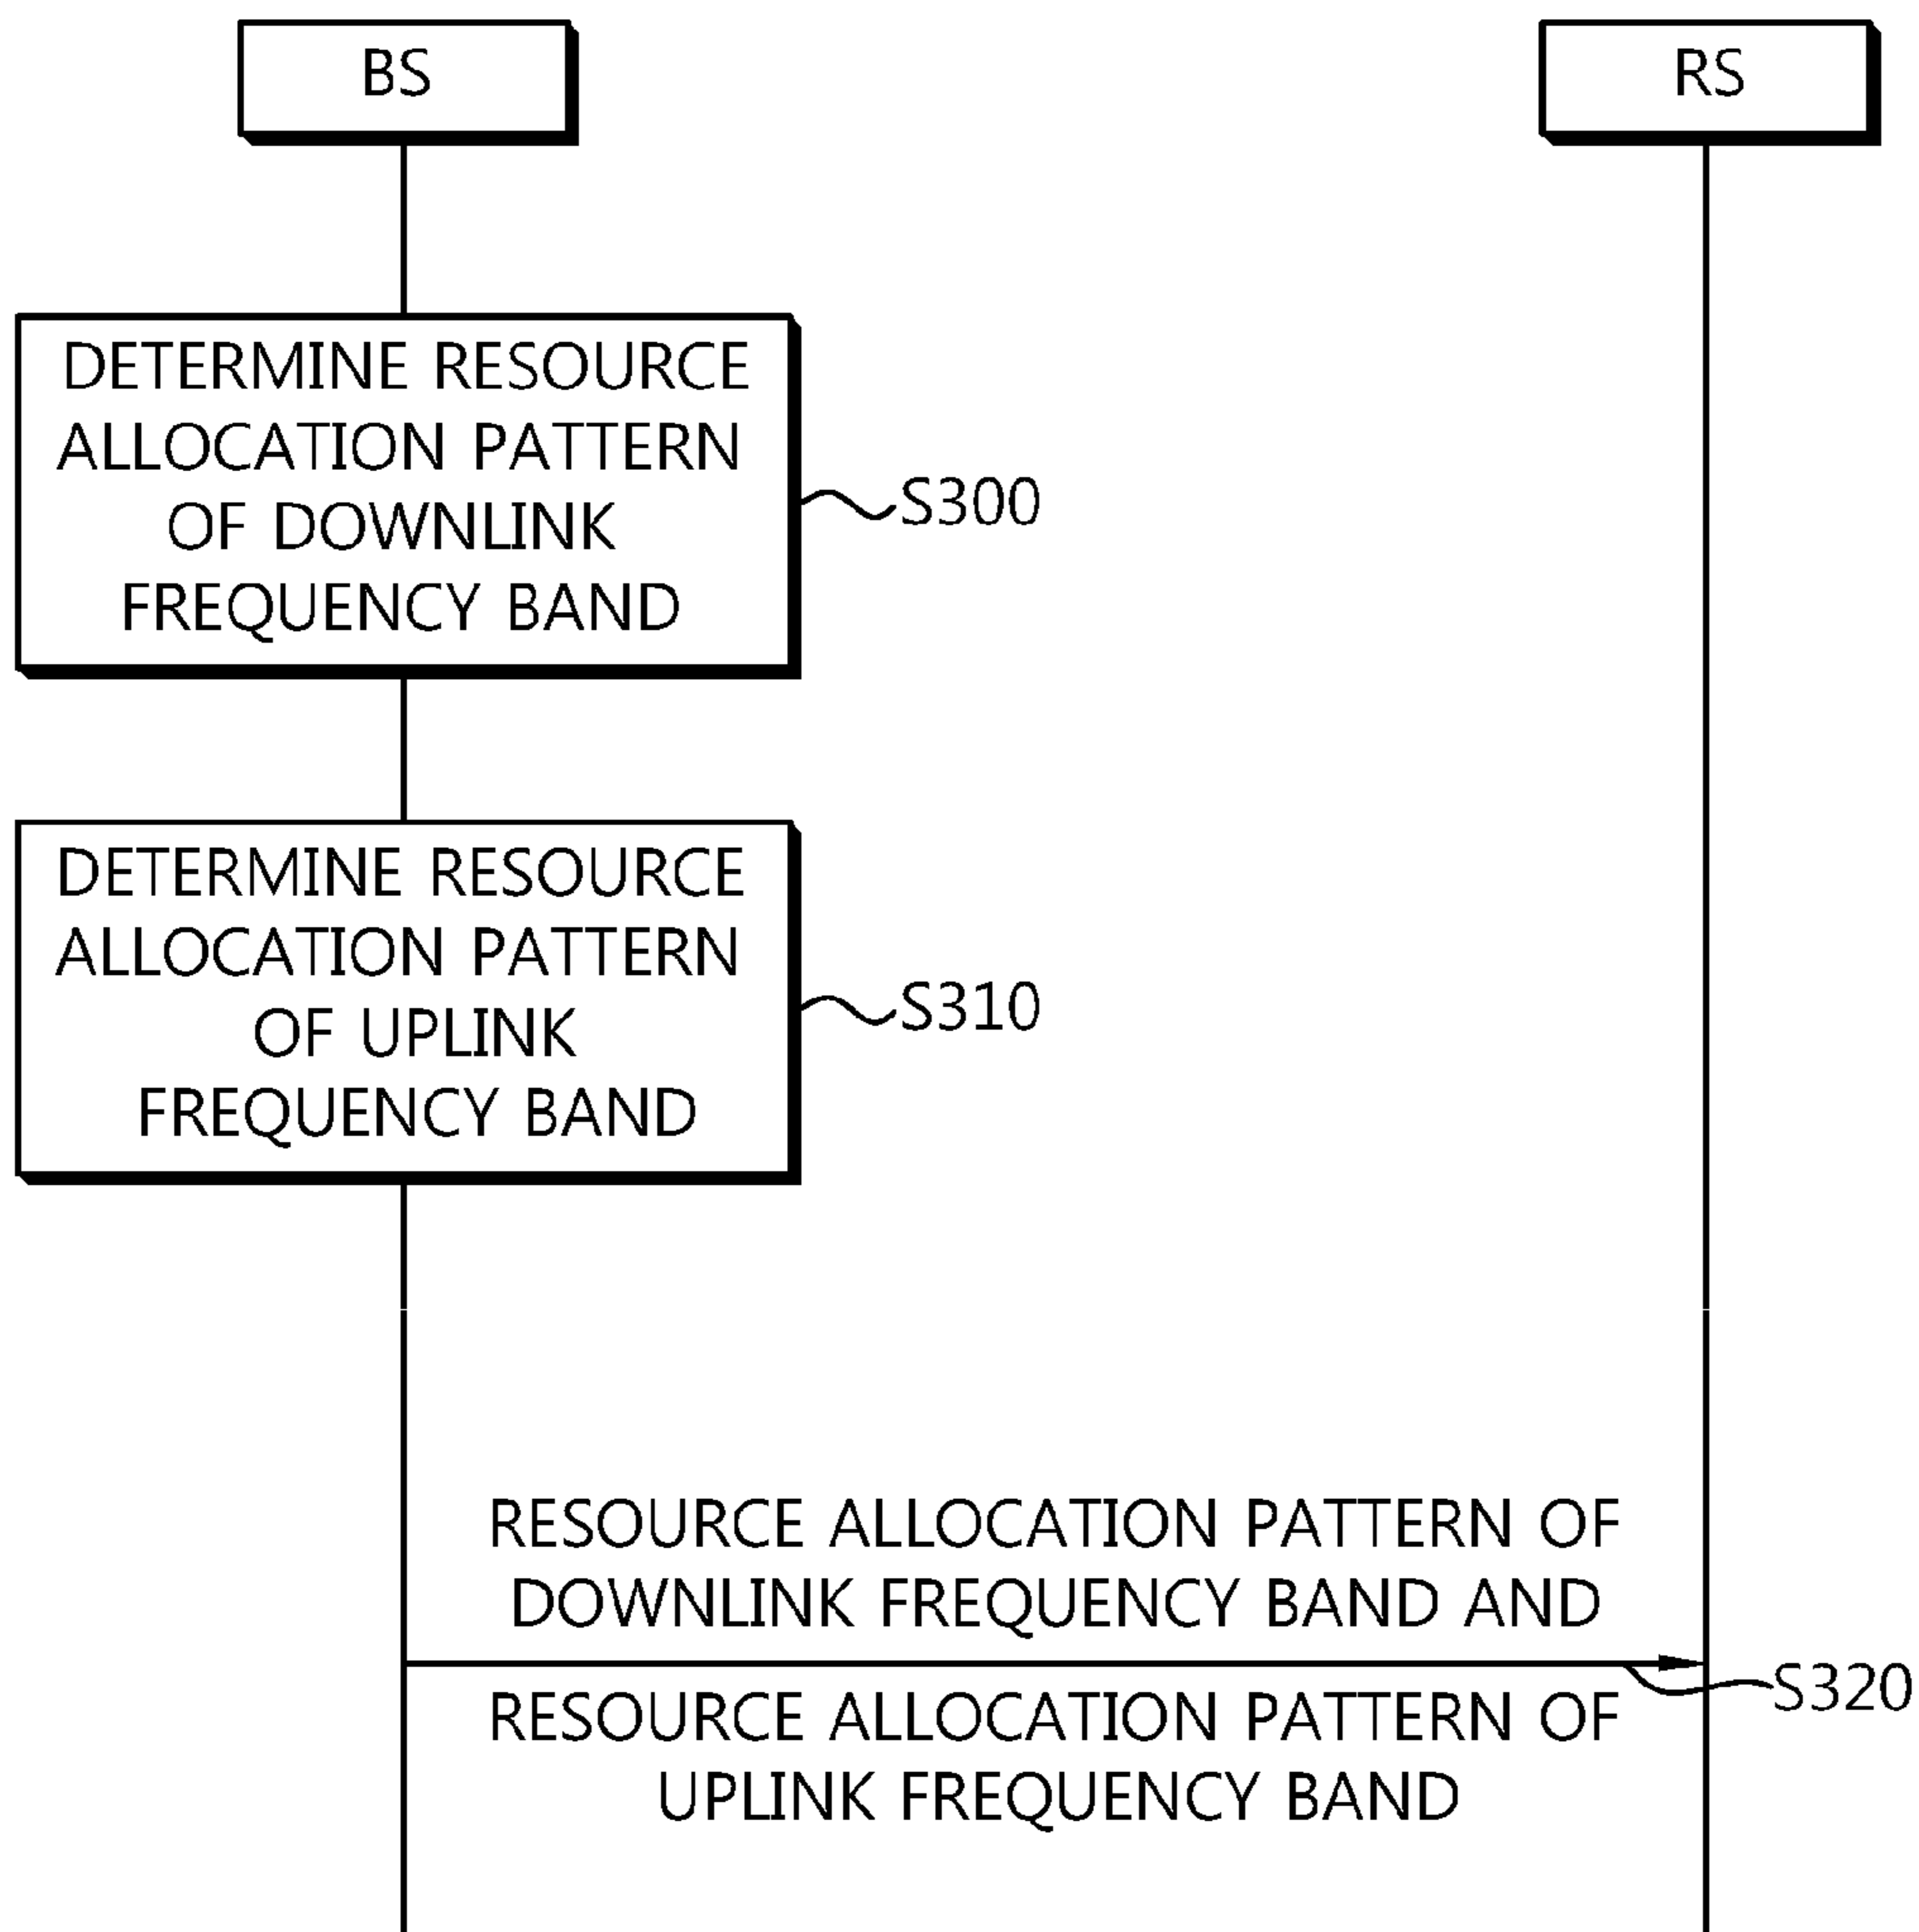 BS
RS
DETERMINE RESOURCE
ALLOCATION PATTERN
OF DOWNLINK
FREQUENCY BAND
S300
DETERMINE RESOURCE
ALLOCATION PATTERN
OF UPLINK
FREQUENCY BAND
S310
RESOURCE ALLOCATION PATTERN OF
DOWNLINK FREQUENCY BAND AND
RESOURCE ALLOCATION PATTERN OF
UPLINK FREQUENCY BAND
S320